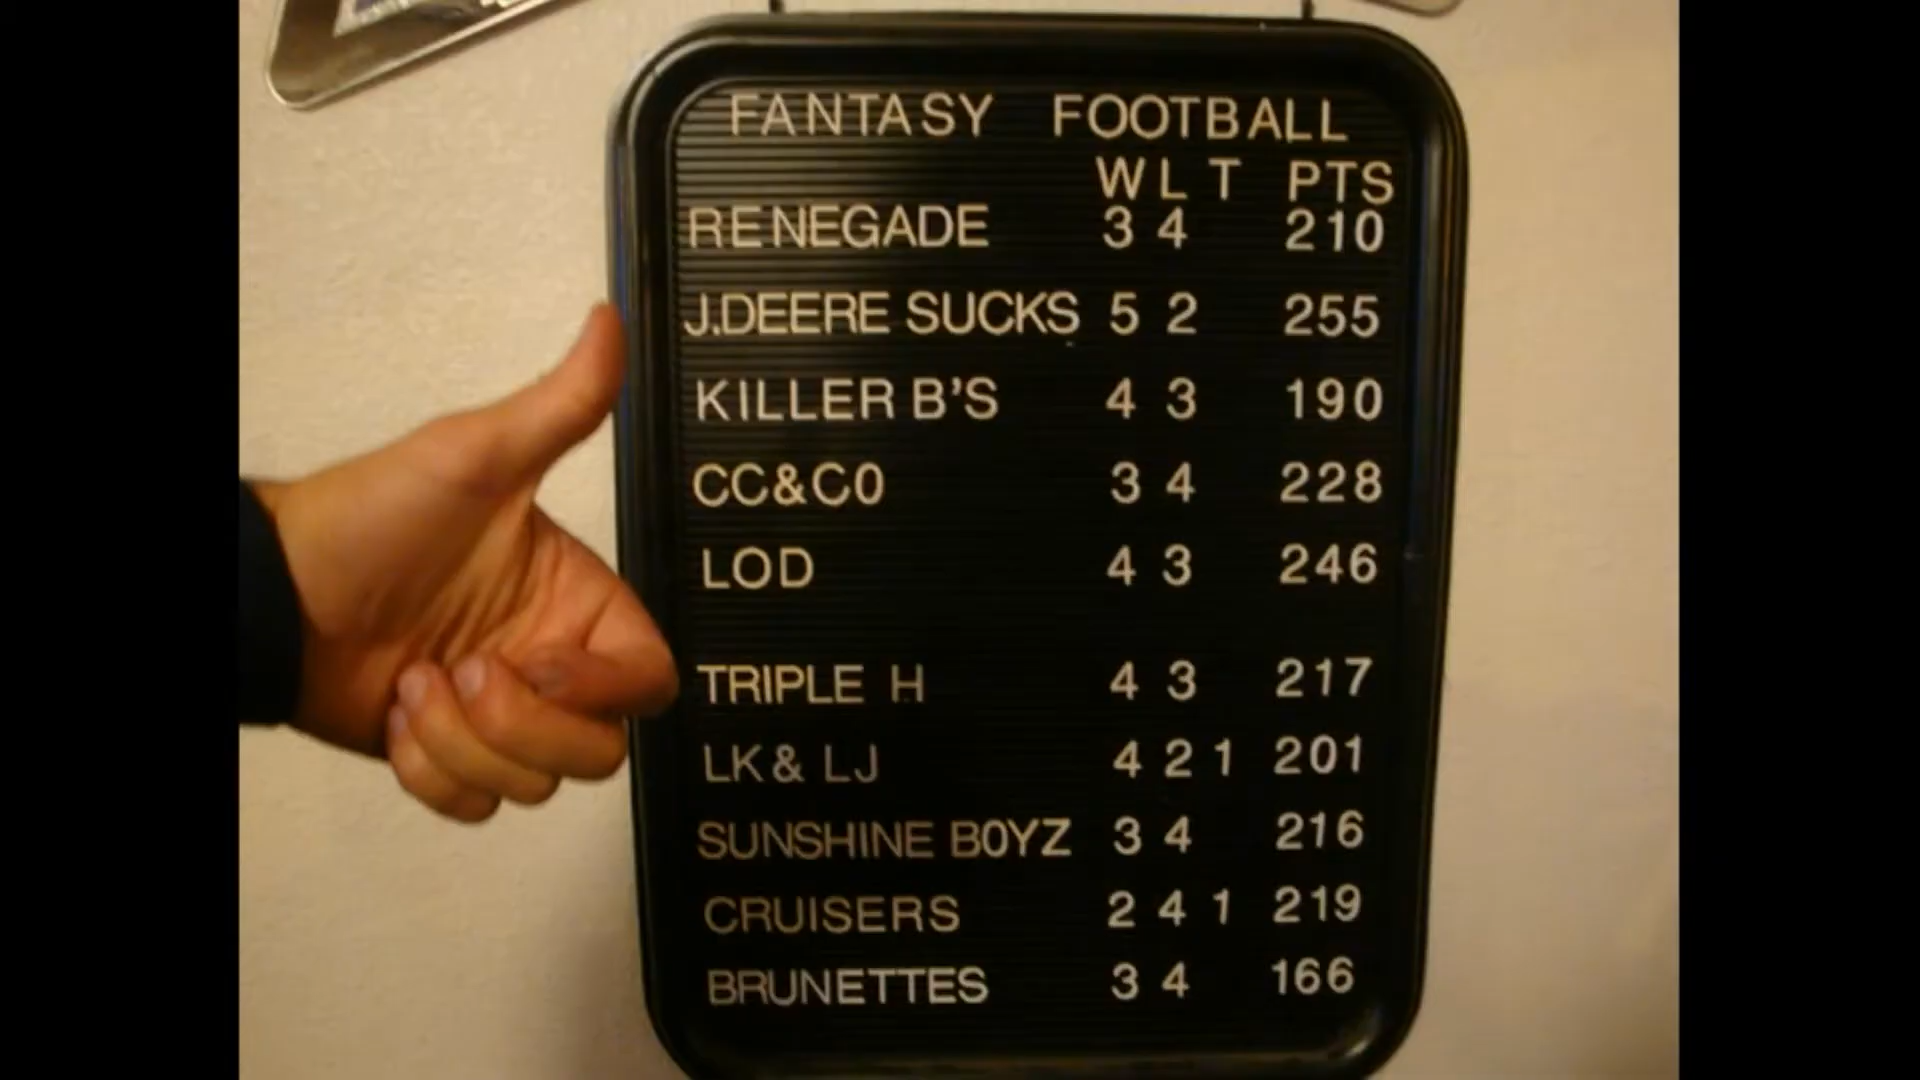 FANTASY FOOTBALL
W L T PTS
RENEGADE 3 4 210
J.DEERE SUCKS 5 2 255
KILLER B'S 4 3 190
CC&C0 3 4 228
LOD 4 3 246
TRIPLE H 4 3 217
LK& LJ 4 2 1 201
SUNSHINE B0YZ 3 4 216
CRUISERS 2 4 1 219
BRUNETTES 3 4 166